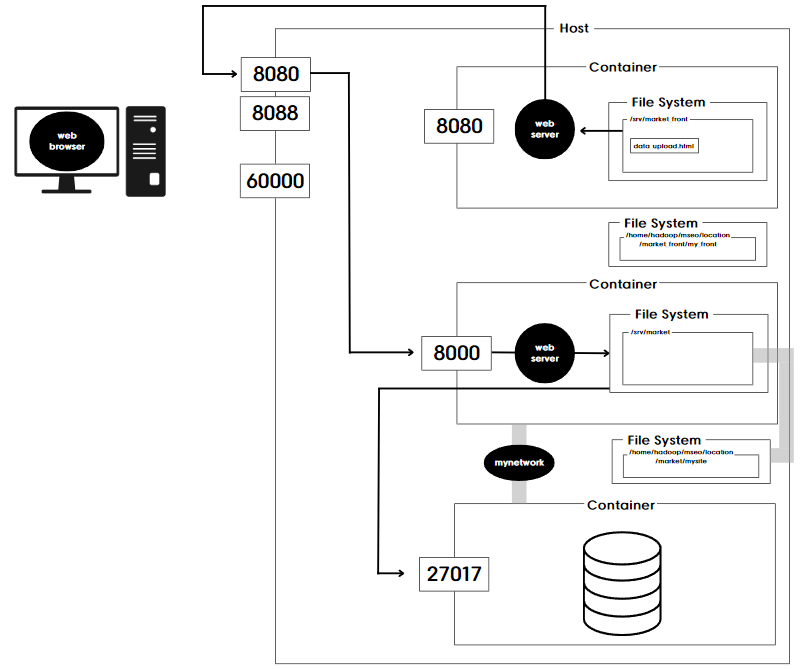 Host
8080
8088
60000
web
browser
Container
8080
web
server
File System
/srv/market front
data upload.html
File System
/home/hadoop/mseo/location
/market front/my front
Container
8000
web
server
File System
/srv/market
mynetwork
File System
/home/hadoop/mseo/location
/market/mysite
Container
27017